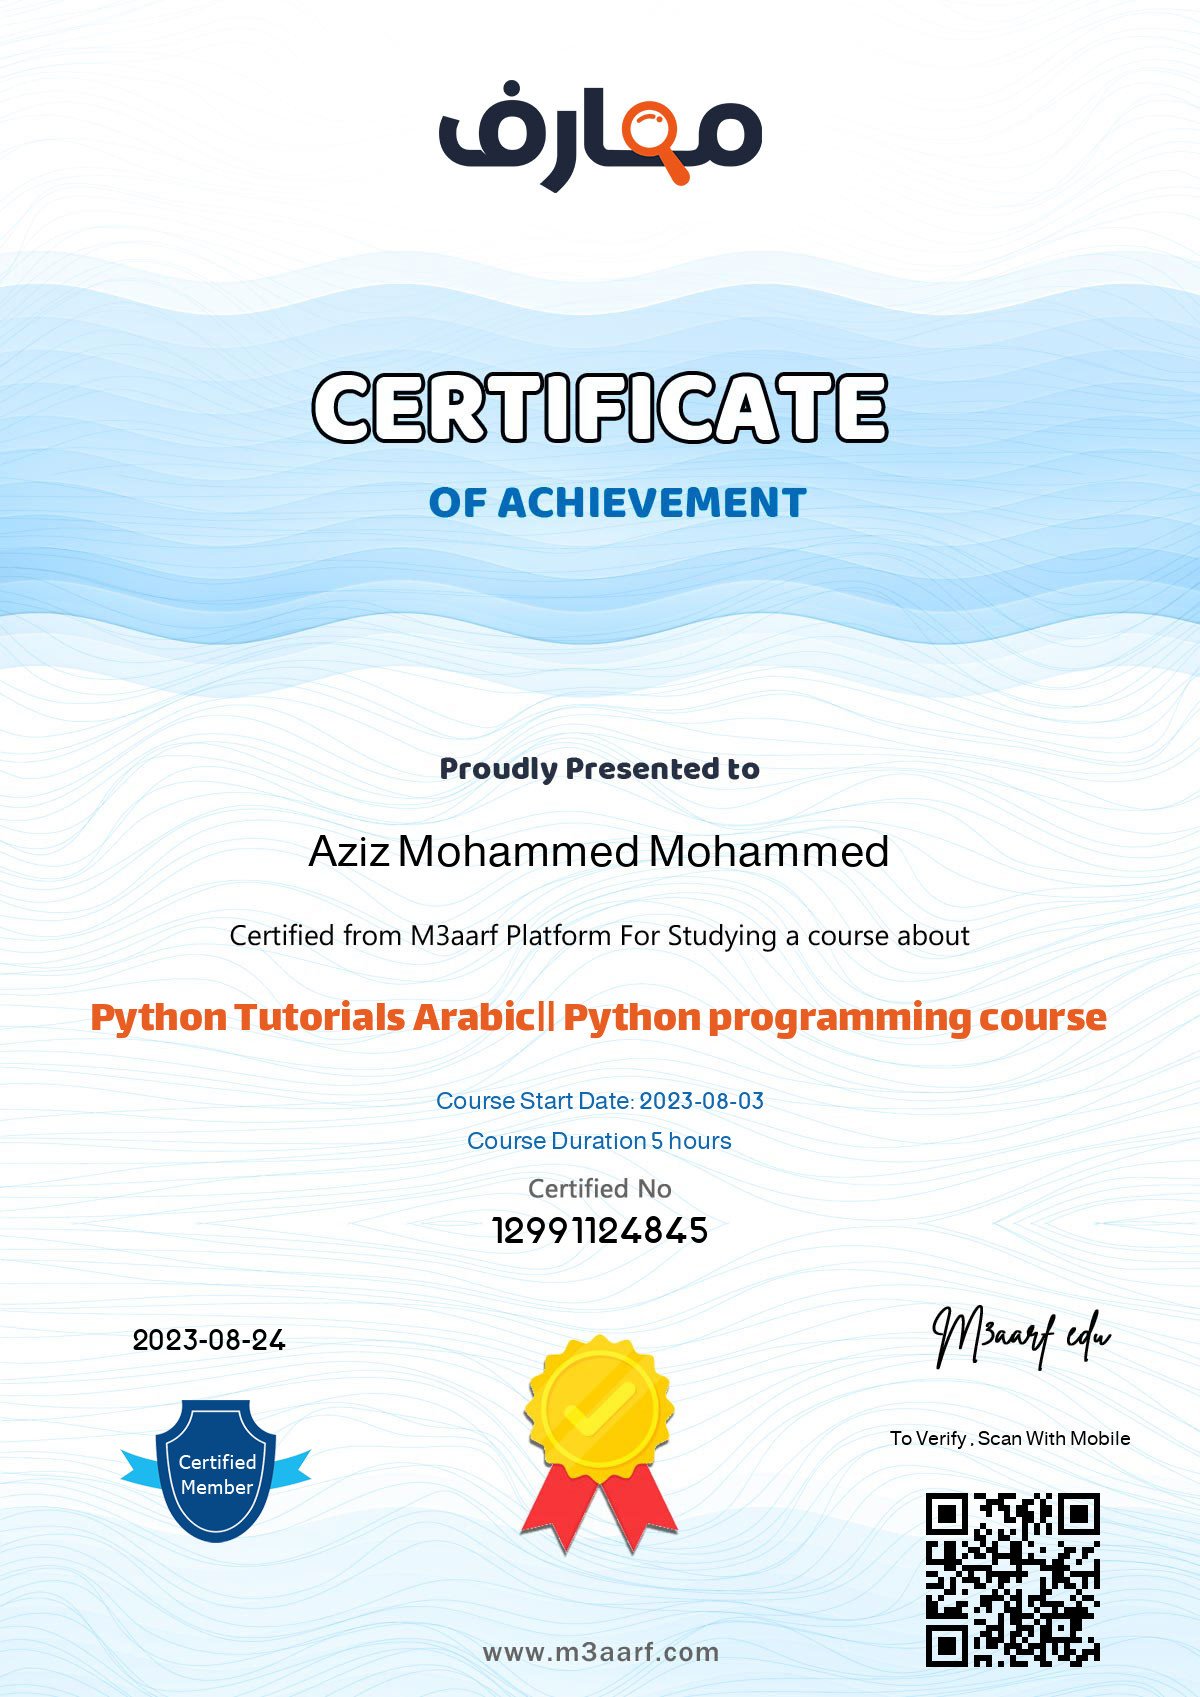 معارف
CERTIFICATE
OF ACHIEVEMENT
Proudly Presented to
Aziz Mohammed Mohammed
Certified from M3aarf Platform For Studying a course about
Python Tutorials Arabic|| Python programming course
Course Start Date: 2023-08-03
Course Duration 5 hours
Certified No
12991124845
2023-08-24
M3aarf edu
Certified
Member
To Verify , Scan With Mobile
www.m3aarf.com